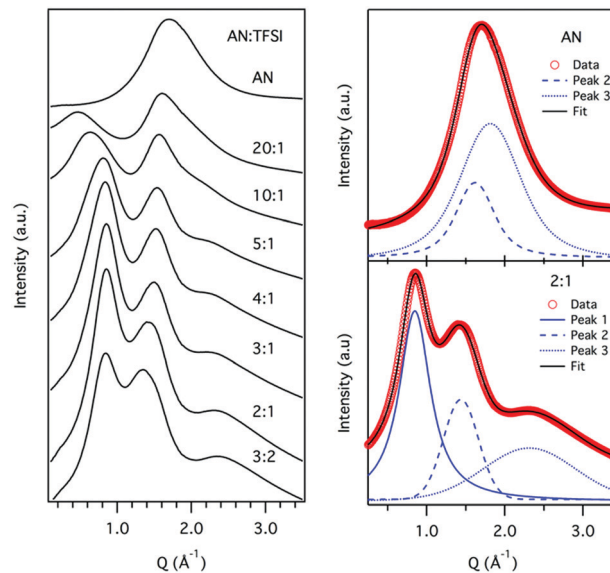 AN:TFSI
AN
20:1
10:1
5:1
4:1
3:1
2:1
3:2
Intensity (a.u.)
1.0
2.0
3.0
Q (Å⁻¹)
AN
Data
Peak 2
Peak 3
Fit
Intensity (a.u.)
2:1
Data
Peak 1
Peak 2
Peak 3
Fit
Intensity (a.u)
1.0
2.0
3.0
Q (Å⁻¹)